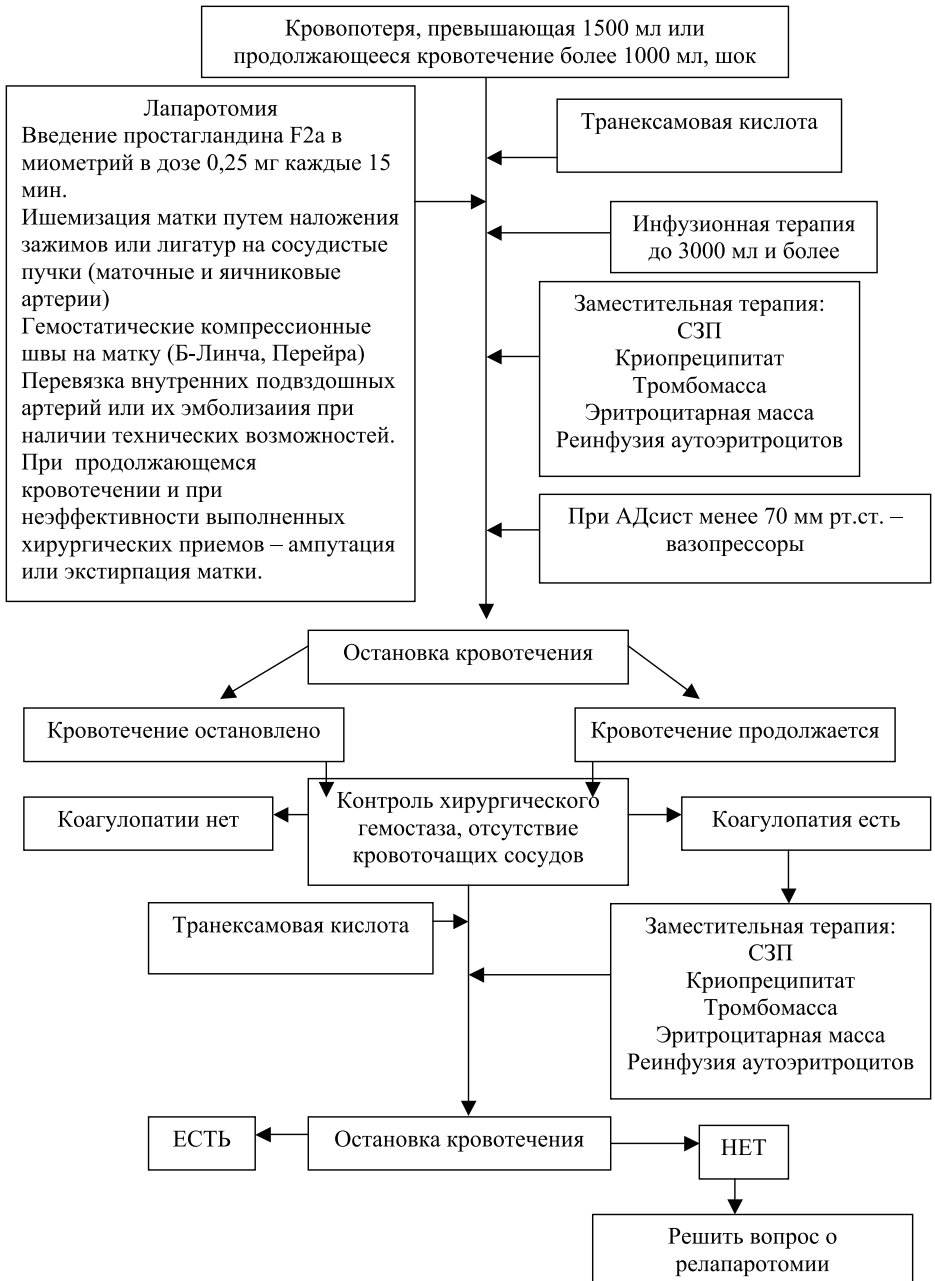 Кровопотеря, превышающая 1500 мл или
продолжающееся кровотечение более 1000 мл, шок
Лапаротомия
Введение простагландина F2a в
миометрий в дозе 0,25 мг каждые 15
мин.
Ишемизация матки путем наложения
зажимов или лигатур на сосудистые
пучки (маточные и яичниковые
артерии)
Гемостатические компрессионные
швы на матку (Б-Линча, Перейра)
Перевязка внутренних подвздошных
артерий или их эмболизаиия при
наличии технических возможностей.
При продолжающемся
кровотечении и при
неэффективности выполненных
хирургических приемов – ампутация
или экстирпация матки.
Транексамовая кислота
Инфузионная терапия
до 3000 мл и более
Заместительная терапия:
СЗП
Криопреципитат
Тромбомасса
Эритроцитарная масса
Реинфузия аутоэритроцитов
При АДсист менее 70 мм рт.ст. –
вазопрессоры
Остановка кровотечения
Кровотечение остановлено
Кровотечение продолжается
Коагулопатии нет
Контроль хирургического
гемостаза, отсутствие
кровоточащих сосудов
Коагулопатия есть
Транексамовая кислота
Заместительная терапия:
СЗП
Криопреципитат
Тромбомасса
Эритроцитарная масса
Реинфузия аутоэритроцитов
ЕСТЬ
Остановка кровотечения
НЕТ
Решить вопрос о
релапаротомии